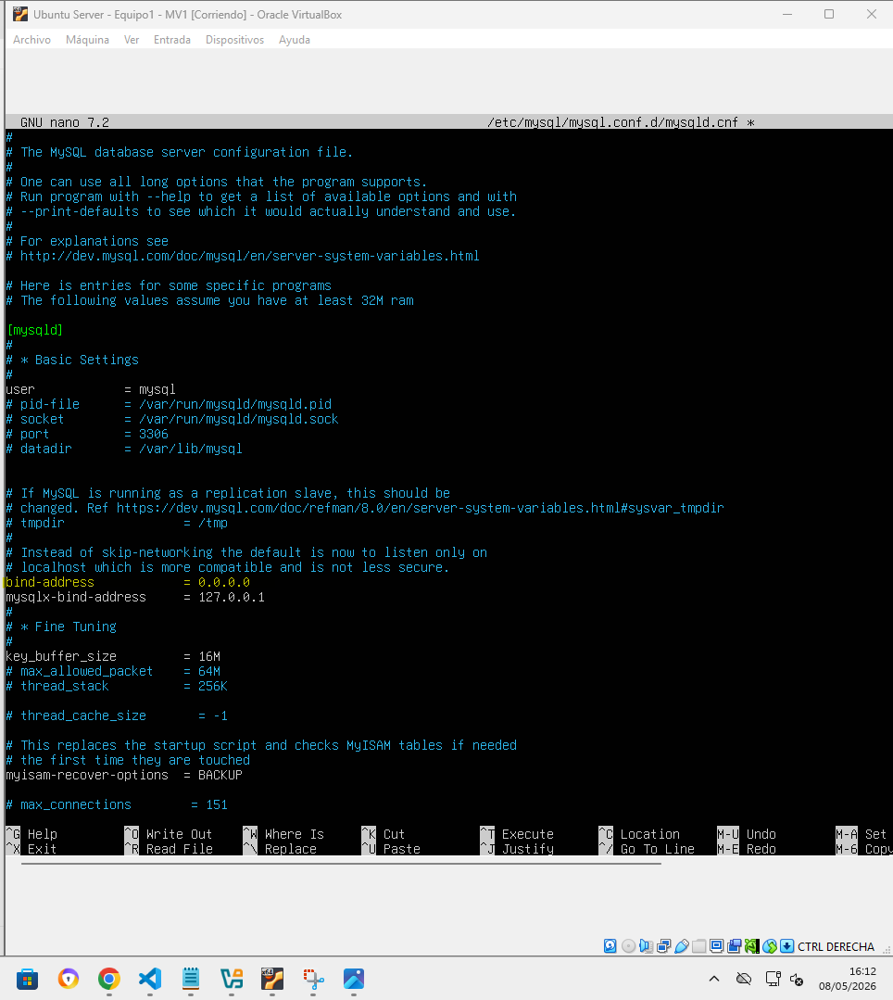 Ubuntu Server - Equipo1 - MV1 [Corriendo] - Oracle VirtualBox
Archivo Máquina Ver Entrada Dispositivos Ayuda
GNU nano 7.2 /etc/mysql/mysql.conf.d/mysqld.cnf *
#
# The MySQL database server configuration file.
#
# One can use all long options that the program supports.
# Run program with --help to get a list of available options and with
# --print-defaults to see which it would actually understand and use.
#
# For explanations see
# http://dev.mysql.com/doc/mysql/en/server-system-variables.html
# Here is entries for some specific programs
# The following values assume you have at least 32M ram
[mysqld]
#
# * Basic Settings
#
user = mysql
# pid-file = /var/run/mysqld/mysqld.pid
# socket = /var/run/mysqld/mysqld.sock
# port = 3306
# datadir = /var/lib/mysql
# If MySQL is running as a replication slave, this should be
# changed. Ref https://dev.mysql.com/doc/refman/8.0/en/server-system-variables.html#sysvar_tmpdir
# tmpdir = /tmp
#
# Instead of skip-networking the default is now to listen only on
# localhost which is more compatible and is not less secure.
bind-address = 0.0.0.0
mysqlx-bind-address = 127.0.0.1
#
# * Fine Tuning
#
key_buffer_size = 16M
# max_allowed_packet = 64M
# thread_stack = 256K
# thread_cache_size = -1
# This replaces the startup script and checks MyISAM tables if needed
# the first time they are touched
myisam-recover-options = BACKUP
# max_connections = 151
^G Help ^O Write Out ^W Where Is ^K Cut ^T Execute ^C Location M-U Undo M-A Set
^X Exit ^R Read File ^\ Replace ^U Paste ^J Justify ^/ Go To Line M-E Redo M-6 Copy
CTRL DERECHA
16:12
08/05/2026